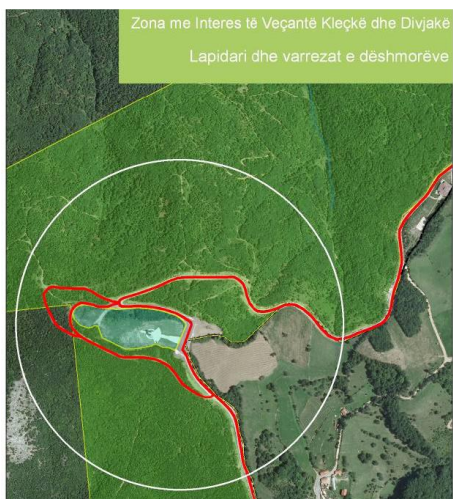 Zona me Interes të Veçantë Kleçkë dhe Divjakë
Lapidari dhe varrezat e dëshmorëve